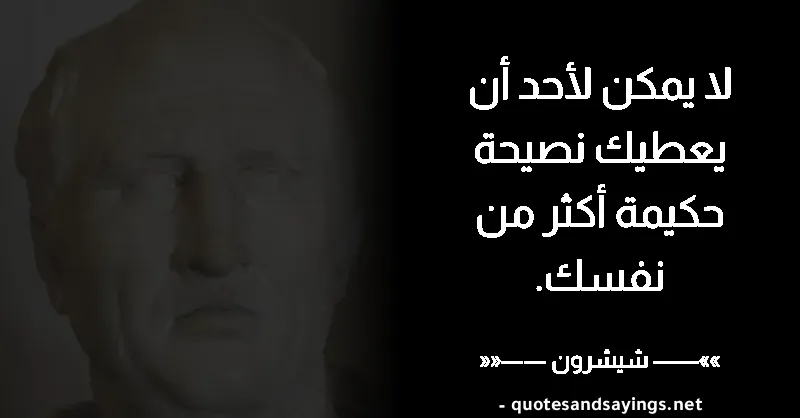 لا يمكن لأحد أن
يعطيك نصيحة
حكيمة أكثر من
نفسك.
»»—— شيشرون ——««
- quotesandsayings.net